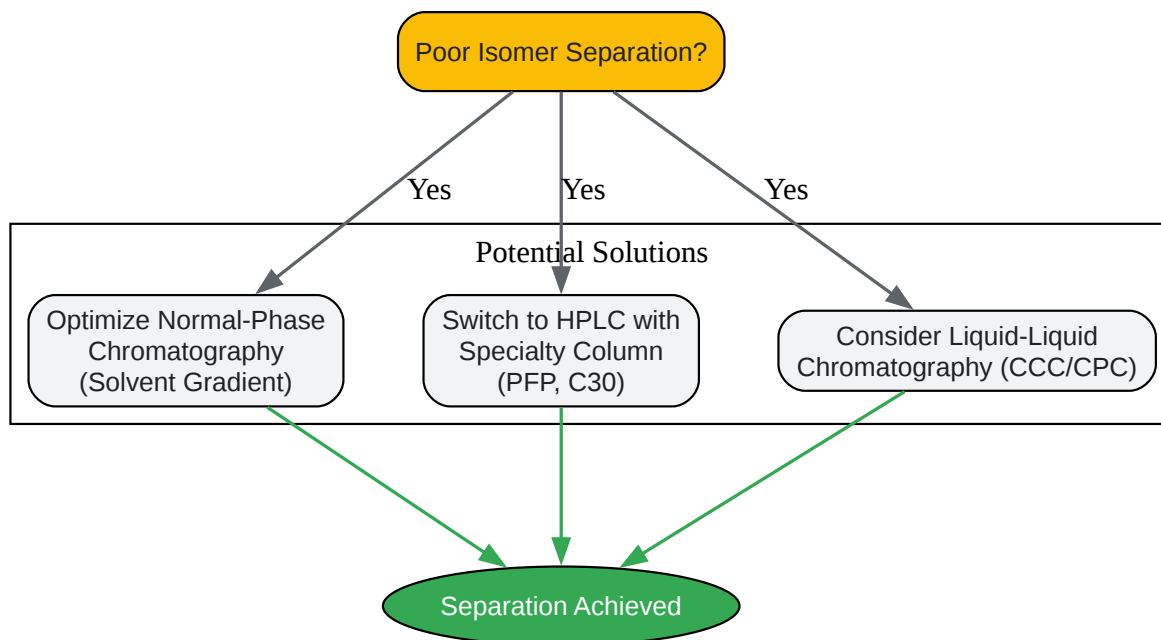 Poor Isomer Separation?
Yes
Yes
Yes
Potential Solutions
Optimize Normal-Phase
Chromatography
(Solvent Gradient)
Switch to HPLC with
Specialty Column
(PFP, C30)
Consider Liquid-Liquid
Chromatography (CCC/CPC)
Separation Achieved